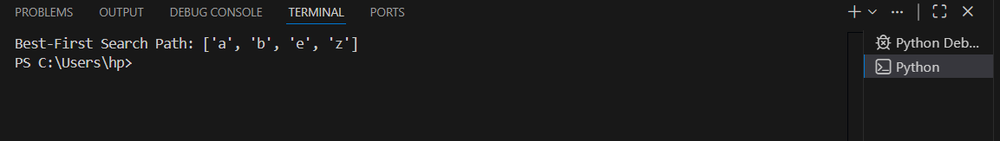 PROBLEMS OUTPUT DEBUG CONSOLE TERMINAL PORTS
Best-First Search Path: ['a', 'b', 'e', 'z']
PS C:\Users\hp>
Python Deb...
Python